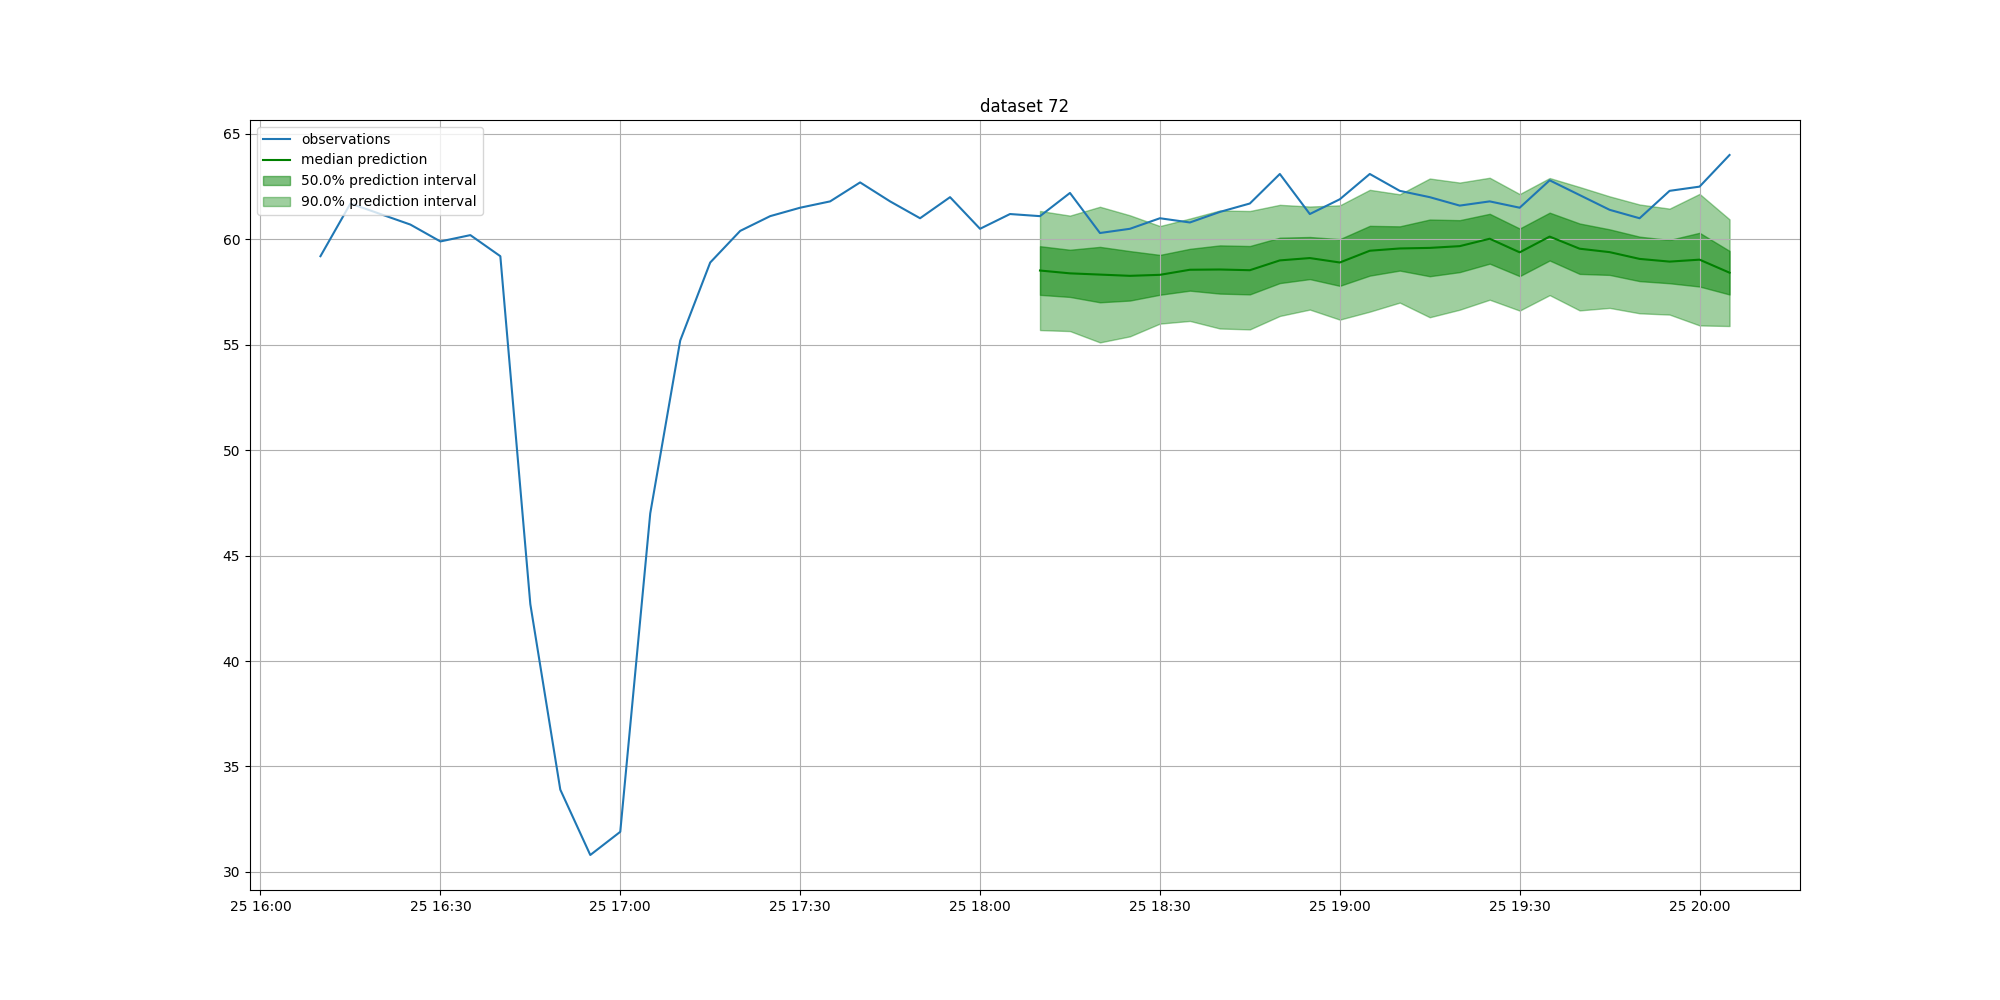 dataset 72
observations
median prediction
50.0% prediction interval
90.0% prediction interval
65
60
55
50
45
40
35
30
25 16:00 25 16:30 25 17:00 25 17:30 25 18:00 25 18:30 25 19:00 25 19:30 25 20:00